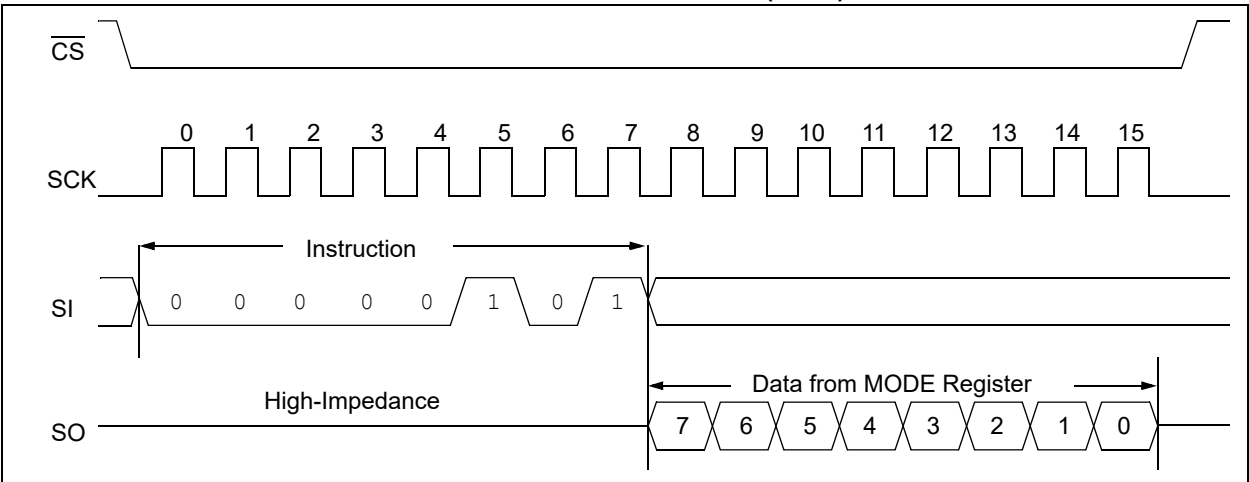 CS
0 1 2 3 4 5 6 7 8 9 10 11 12 13 14 15
SCK
Instruction
SI 0 0 0 0 0 1 0 1
Data from MODE Register
High-Impedance
SO 7 6 5 4 3 2 1 0